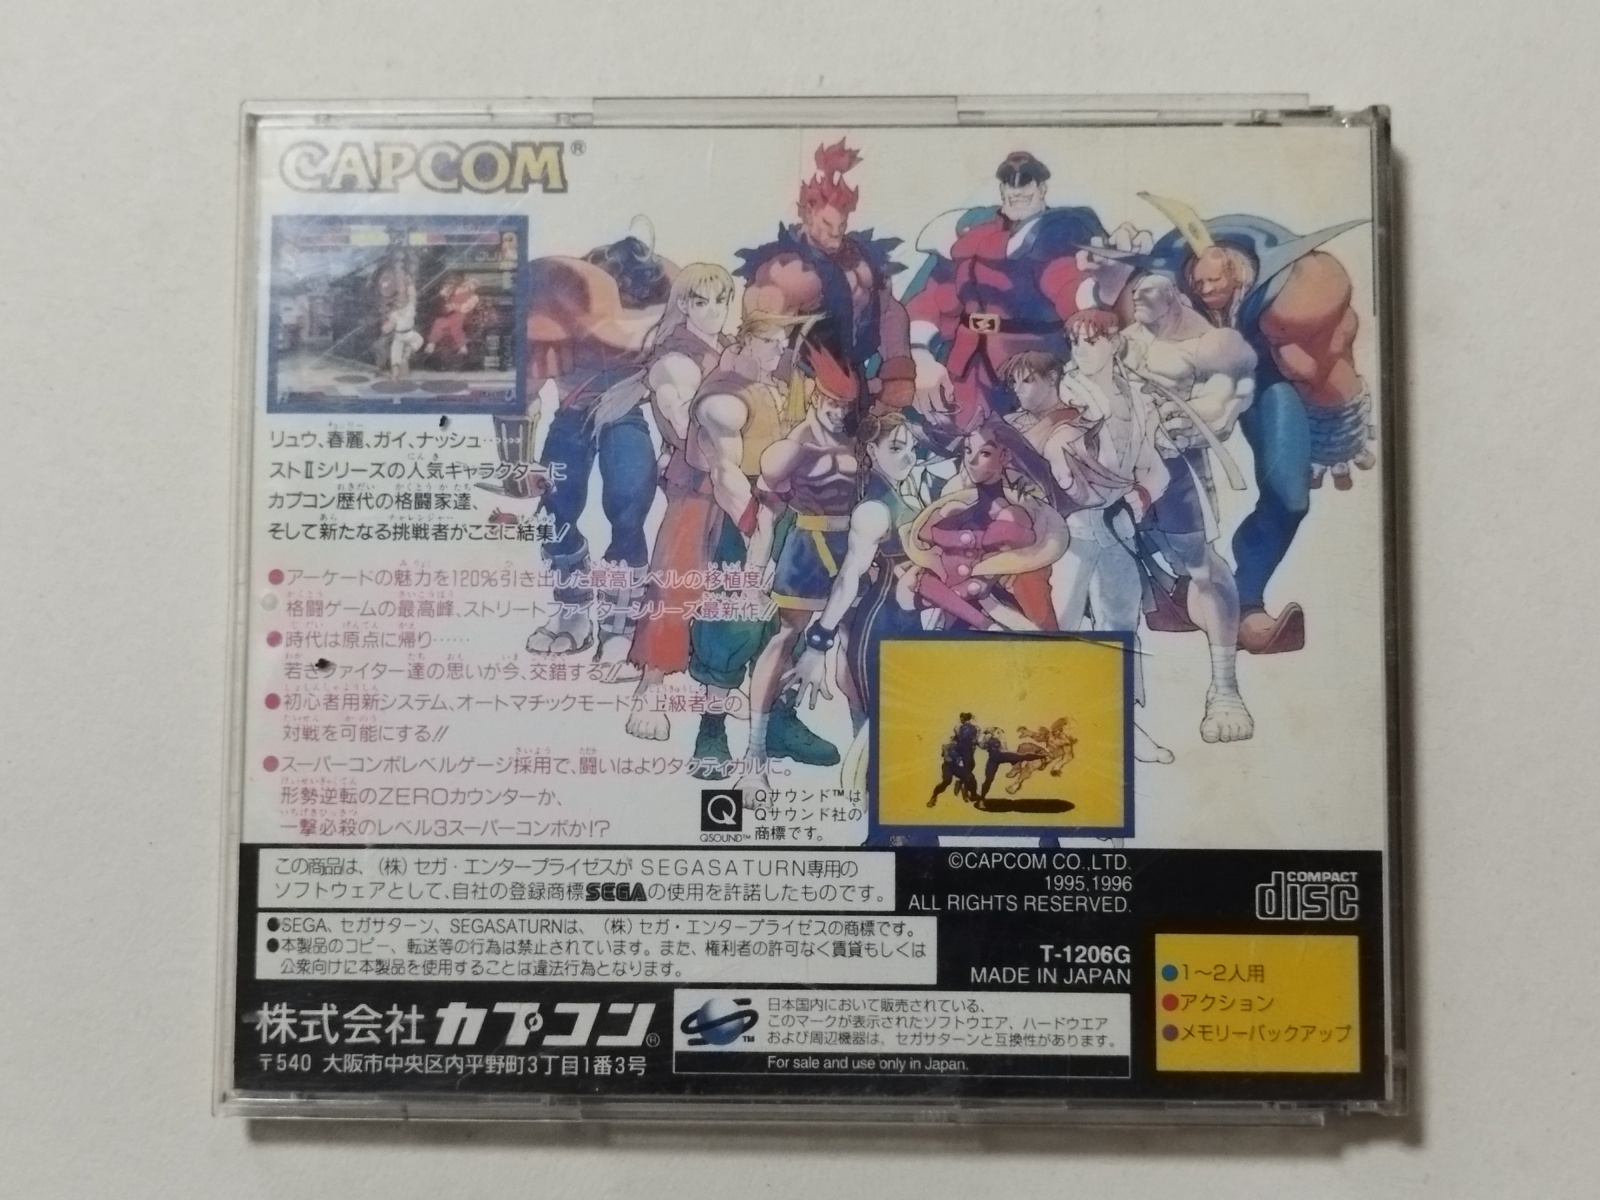 CAPCOM®
リュウ、春麗、ガイ、ナッシュ……
ストⅡシリーズの人気キャラクターに
カプコン歴代の格闘家達、
そして新たなる挑戦者がここに結集!
●アーケードの魅力を120%引き出した最高レベルの移植度!!
●格闘ゲームの最高峰、ストリートファイターシリーズ最新作!!
●時代は原点に帰り……
若きファイター達の思いが今、交錯する!!
●初心者用新システム、オートマチックモードが上級者との
対戦を可能にする!!
●スーパーコンボレベルゲージ採用で、闘いはよりタクティカルに。
形勢逆転のZEROカウンターか、
一撃必殺のレベル3スーパーコンボか!?
Q
QSOUND™
Qサウンド™は
Qサウンド社の
商標です。
この商品は、(株)セガ・エンタープライゼスがSEGASATURN専用の
ソフトウェアとして、自社の登録商標SEGAの使用を許諾したものです。
●SEGA、セガサターン、SEGASATURNは、(株)セガ・エンタープライゼスの商標です。
●本製品のコピー、転送等の行為は禁止されています。また、権利者の許可なく賃貸もしくは
公衆向けに本製品を使用することは違法行為となります。
©CAPCOM CO.,LTD.
1995,1996
ALL RIGHTS RESERVED.
T-1206G
MADE IN JAPAN
COMPACT
disc
株式会社カプコン®
〒540 大阪市中央区内平野町3丁目1番3号
日本国内において販売されている、
このマークが表示されたソフトウエア、ハードウエア
および周辺機器は、セガサターンと互換性があります。
TM
For sale and use only in Japan.
●1〜2人用
●アクション
●メモリーバックアップ